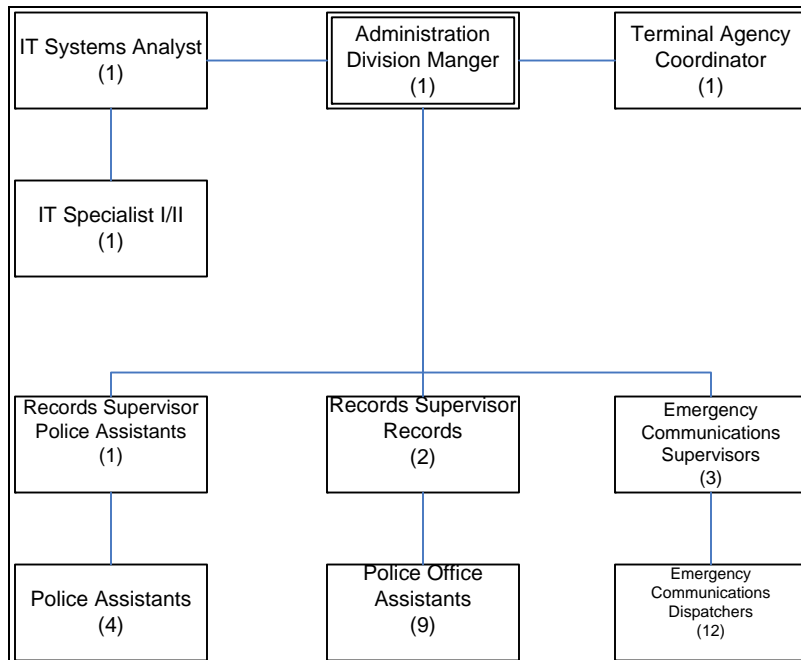 IT Systems Analyst
(1)
Administration
Division Manger
(1)
Terminal Agency
Coordinator
(1)
IT Specialist I/II
(1)
Records Supervisor
Police Assistants
(1)
Records Supervisor
Records
(2)
Emergency
Communications
Supervisors
(3)
Police Assistants
(4)
Police Office
Assistants
(9)
Emergency
Communications
Dispatchers
(12)